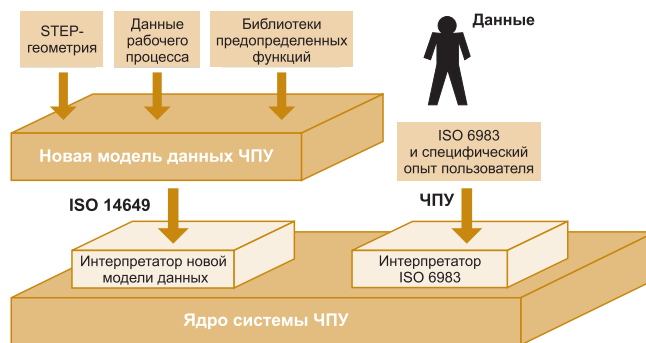 STEP-
геометрия
Данные
рабочего
процесса
Библиотеки
предопределенных
функций
Данные
Новая модель данных ЧПУ
ISO 6983
и специфический
опыт пользователя
ISO 14649
ЧПУ
Интерпретатор новой
модели данных
Интерпретатор
ISO 6983
Ядро системы ЧПУ